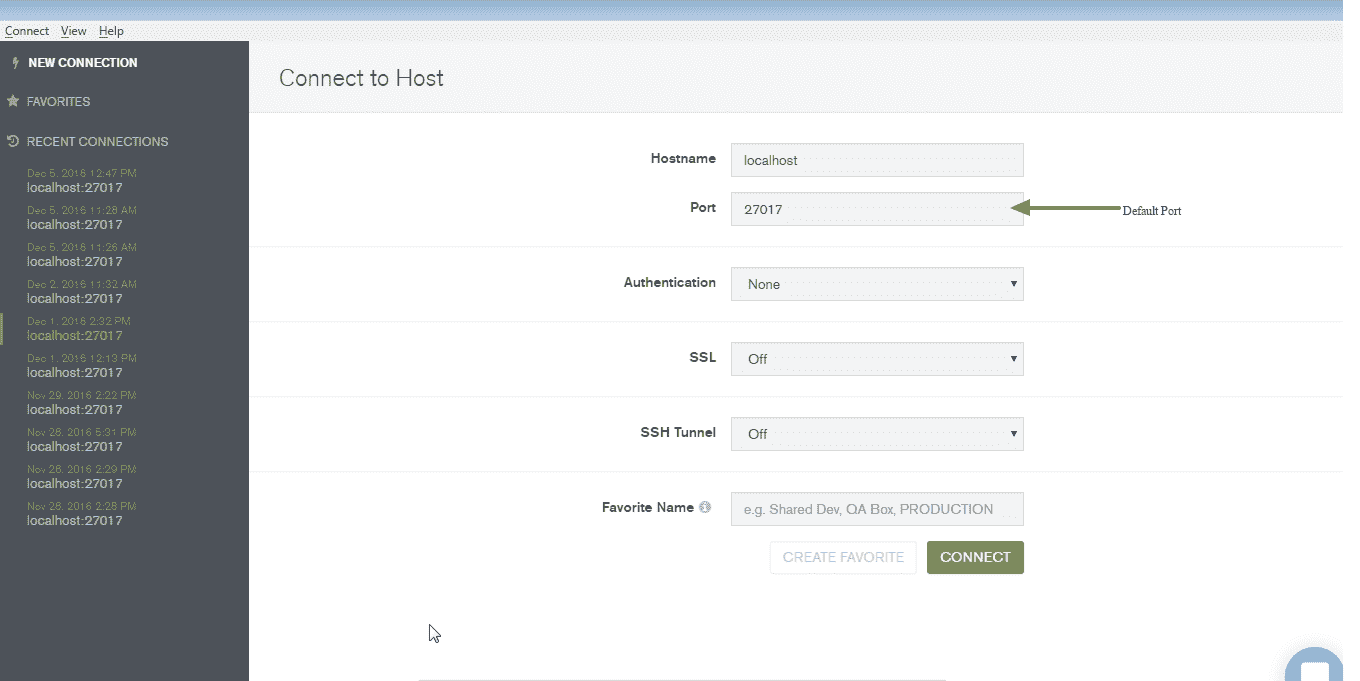 Connect View Help
NEW CONNECTION
FAVORITES
RECENT CONNECTIONS
Dec 5, 2016 12:47 PM
localhost:27017
Dec 5, 2016 11:28 AM
localhost:27017
Dec 5, 2016 11:26 AM
localhost:27017
Dec 2, 2016 11:32 AM
localhost:27017
Dec 1, 2016 2:32 PM
localhost:27017
Dec 1, 2016 12:13 PM
localhost:27017
Nov 29, 2016 2:22 PM
localhost:27017
Nov 28, 2016 5:31 PM
localhost:27017
Nov 28, 2016 2:29 PM
localhost:27017
Nov 28, 2016 2:28 PM
localhost:27017
Connect to Host
Hostname localhost
Port 27017 Default Port
Authentication None
SSL Off
SSH Tunnel Off
Favorite Name e.g. Shared Dev, QA Box, PRODUCTION
CREATE FAVORITE CONNECT